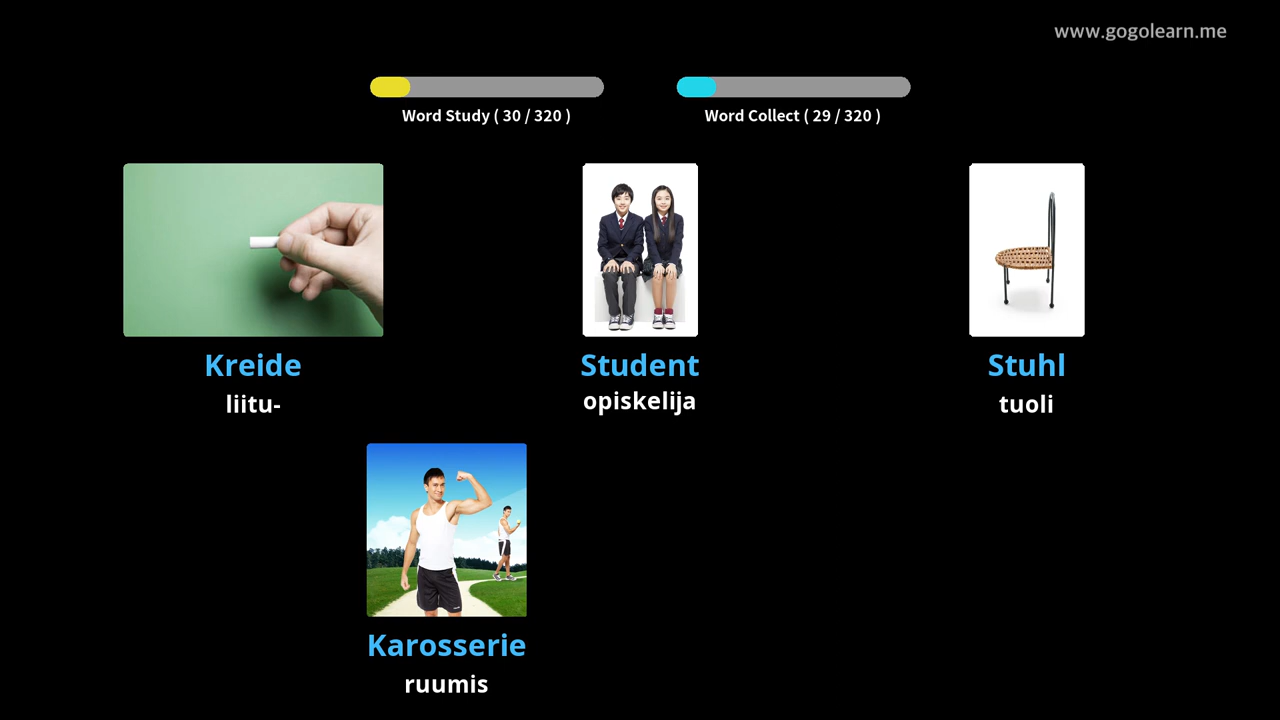 www.gogolearn.me
Word Study ( 30 / 320 )
Word Collect ( 29 / 320 )
Kreide
liitu-
Student
opiskelija
Stuhl
tuoli
Karosserie
ruumis